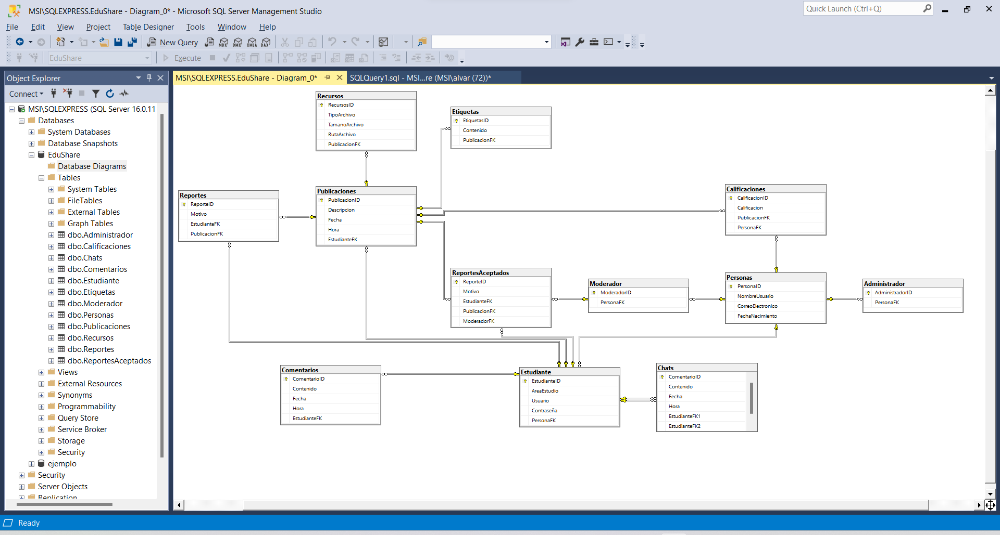 MSI\SQLEXPRESS.EduShare - Diagram_0* - Microsoft SQL Server Management Studio
Quick Launch (Ctrl+Q)
File Edit View Project Table Designer Tools Window Help
New Query MDX DMX XMLA DAX
EduShare Execute
Object Explorer
MSI\SQLEXPRESS.EduShare - Diagram_0*
SQLQuery1.sql - MSI...re (MSI\alvar (72))*
Connect
MSI\SQLEXPRESS (SQL Server 16.0.11
Databases
System Databases
Database Snapshots
EduShare
Database Diagrams
Tables
System Tables
FileTables
External Tables
Graph Tables
dbo.Administrador
dbo.Calificaciones
dbo.Chats
dbo.Comentarios
dbo.Estudiante
dbo.Etiquetas
dbo.Moderador
dbo.Personas
dbo.Publicaciones
dbo.Recursos
dbo.Reportes
dbo.ReportesAceptados
Views
External Resources
Synonyms
Programmability
Query Store
Service Broker
Storage
Security
ejemplo
Security
Server Objects
Replication
Recursos
RecursosID
TipoArchivo
TamanoArchivo
RutaArchivo
PublicacionFK
Etiquetas
EtiquetasID
Contenido
PublicacionFK
Reportes
ReporteID
Motivo
EstudianteFK
PublicacionFK
Publicaciones
PublicacionID
Descripcion
Fecha
Hora
EstudianteFK
Calificaciones
CalificacionID
Calificacion
PublicacionFK
PersonaFK
ReportesAceptados
ReporteID
Motivo
EstudianteFK
PublicacionFK
ModeradorFK
Moderador
ModeradorID
PersonaFK
Personas
PersonaID
NombreUsuario
CorreoElectronico
FechaNacimiento
Administrador
AdministradorID
PersonaFK
Comentarios
ComentarioID
Contenido
Fecha
Hora
EstudianteFK
Estudiante
EstudianteID
AreaEstudio
Usuario
Contraseña
PersonaFK
Chats
ComentarioID
Contenido
Fecha
Hora
EstudianteFK1
EstudianteFK2
Ready